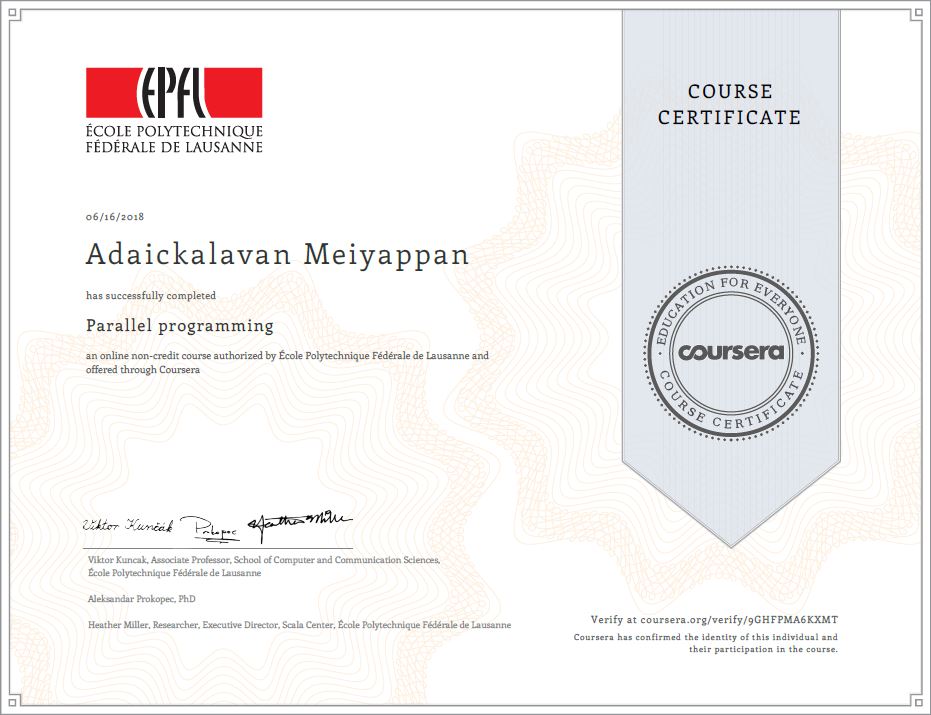 EPFL
ÉCOLE POLYTECHNIQUE
FÉDÉRALE DE LAUSANNE
COURSE
CERTIFICATE
06/16/2018
Adaickalavan Meiyappan
has successfully completed
Parallel programming
an online non-credit course authorized by École Polytechnique Fédérale de Lausanne and
offered through Coursera
EDUCATION FOR EVERYONE
coursera
COURSE CERTIFICATE
Viktor Kunčak Prokopec Heather Miller
Viktor Kuncak, Associate Professor, School of Computer and Communication Sciences,
École Polytechnique Fédérale de Lausanne
Aleksandar Prokopec, PhD
Heather Miller, Researcher, Executive Director, Scala Center, École Polytechnique Fédérale de Lausanne
Verify at coursera.org/verify/9GHFPMA6KXMT
Coursera has confirmed the identity of this individual and
their participation in the course.